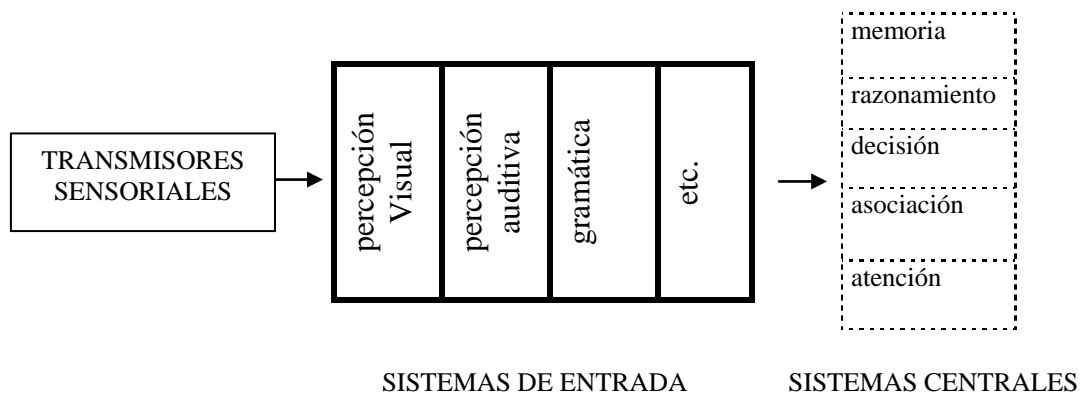 TRANSMISORES
SENSORIALES
percepción
Visual
percepción
auditiva
gramática
etc.
memoria
razonamiento
decisión
asociación
atención
SISTEMAS DE ENTRADA
SISTEMAS CENTRALES